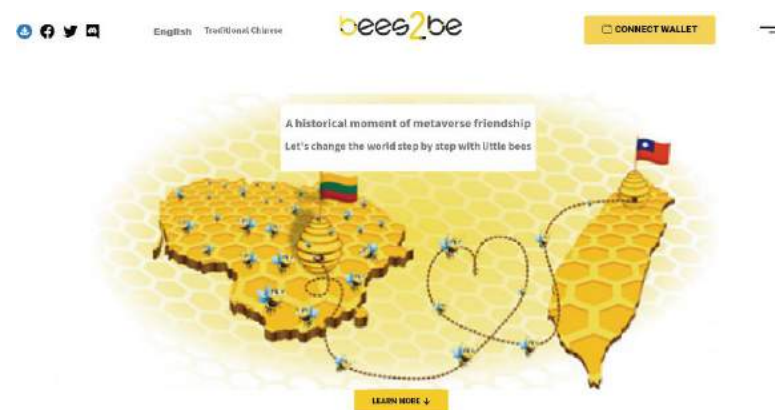 English Traditional Chinese
bees2be
CONNECT WALLET
A historical moment of metaverse friendship
Let's change the world step by step with little bees
LEARN MORE ↓